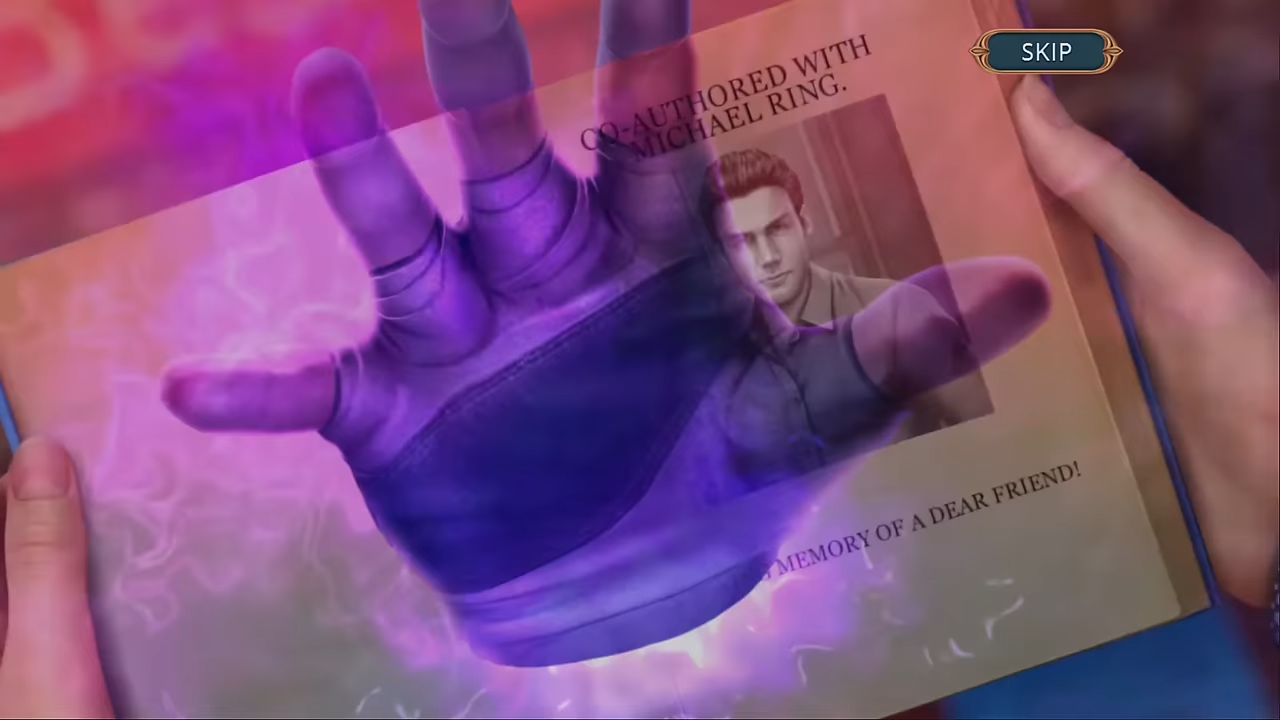 SKIP
CO-AUTHORED WITH
MICHAEL RING.
MEMORY OF A DEAR FRIEND!